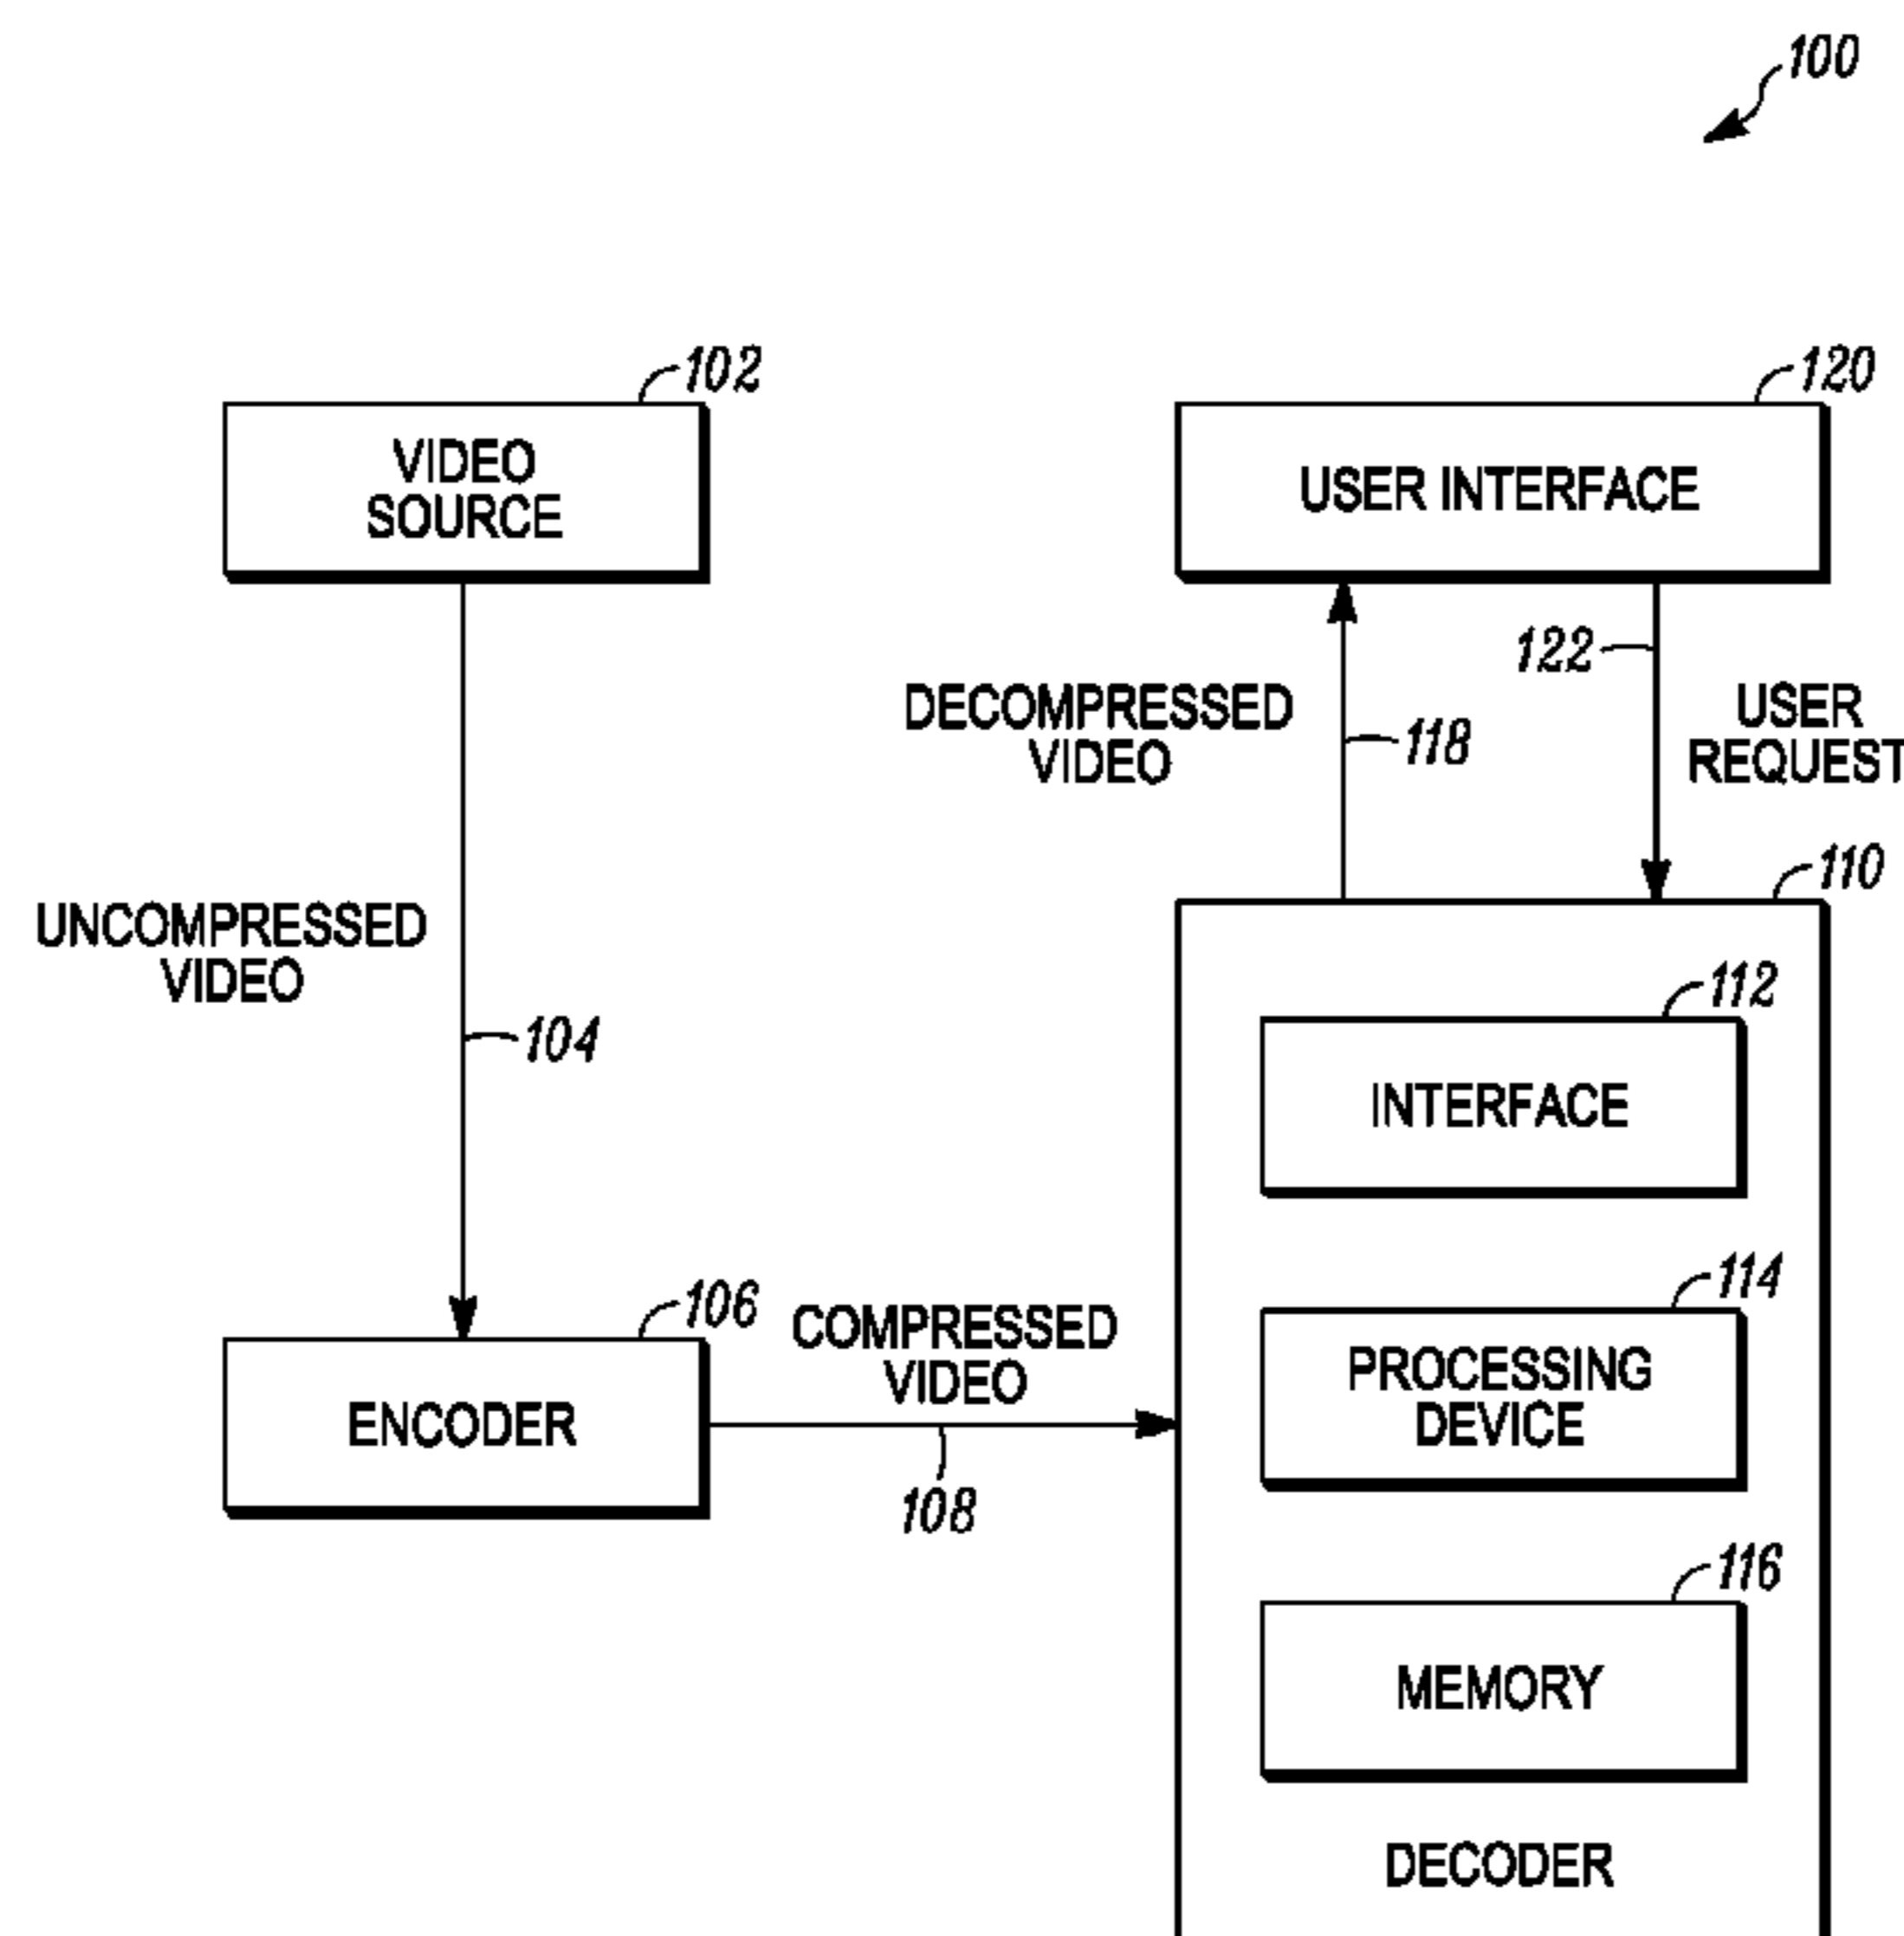 100
102
VIDEO
SOURCE
120
USER INTERFACE
122
DECOMPRESSED
VIDEO
118
USER
REQUEST
110
UNCOMPRESSED
VIDEO
104
112
INTERFACE
106
ENCODER
COMPRESSED
VIDEO
108
114
PROCESSING
DEVICE
116
MEMORY
DECODER